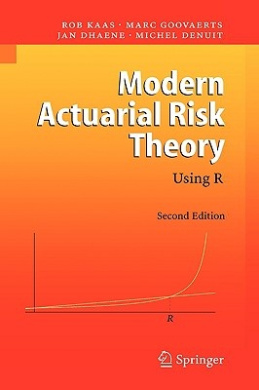 ROB KAAS · MARC GOOVAERTS
JAN DHAENE · MICHEL DENUIT
Modern
Actuarial Risk
Theory
Using R
Second Edition
R
Springer